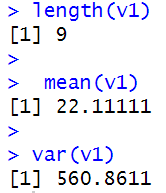 > length(v1)
[1] 9
>
>  mean(v1)
[1] 22.11111
>
> var(v1)
[1] 560.8611